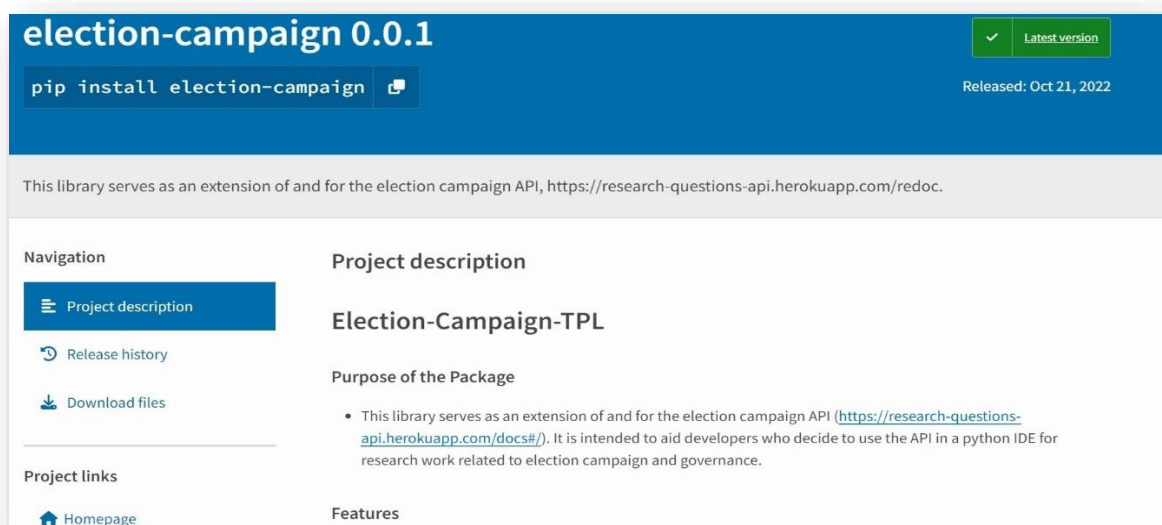 election-campaign 0.0.1
Latest version
pip install election-campaign
Released: Oct 21, 2022
This library serves as an extension of and for the election campaign API, https://research-questions-api.herokuapp.com/redoc.
Navigation
Project description
Release history
Download files
Project links
Homepage
Project description
Election-Campaign-TPL
Purpose of the Package
This library serves as an extension of and for the election campaign API (https://research-questions-
api.herokuapp.com/docs#/). It is intended to aid developers who decide to use the API in a python IDE for
research work related to election campaign and governance.
Features